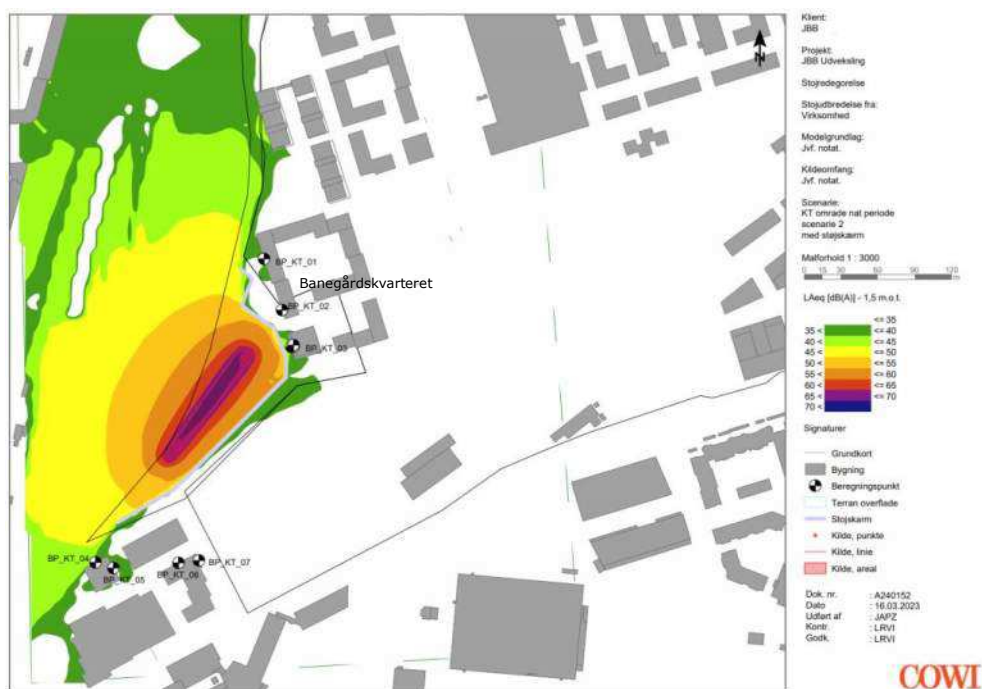 BP_KT_01
Banegårdskvarteret
BP_KT_02
BP_KT_03
BP_KT_04
BP_KT_05
BP_KT_06
BP_KT_07
N
Klient:
JBB
Projekt:
JBB Udveksling
Stojredegorelse
Stojudbredelse fra:
Virksomhed
Modelgrundlag:
Jvf. notat.
Kildeomfang:
Jvf. notat.
Scenarie:
KT omrade nat periode
scenarie 2
med støjskærm
Malforhold 1 : 3000
0 15 30 60 90 120
LAeq [dB(A)] - 1,5 m.o.t.
<= 35
35 < <= 40
40 < <= 45
45 < <= 50
50 < <= 55
55 < <= 60
60 < <= 65
65 < <= 70
70 <
Signaturer
Grundkort
Bygning
Beregningspunkt
Terran overflade
Stojskarm
Kilde, punkte
Kilde, linie
Kilde, areal
Dok. nr. : A240152
Dato : 16.03.2023
Udført af : JAPZ
Kontr. : LRVI
Godk. : LRVI
COWI